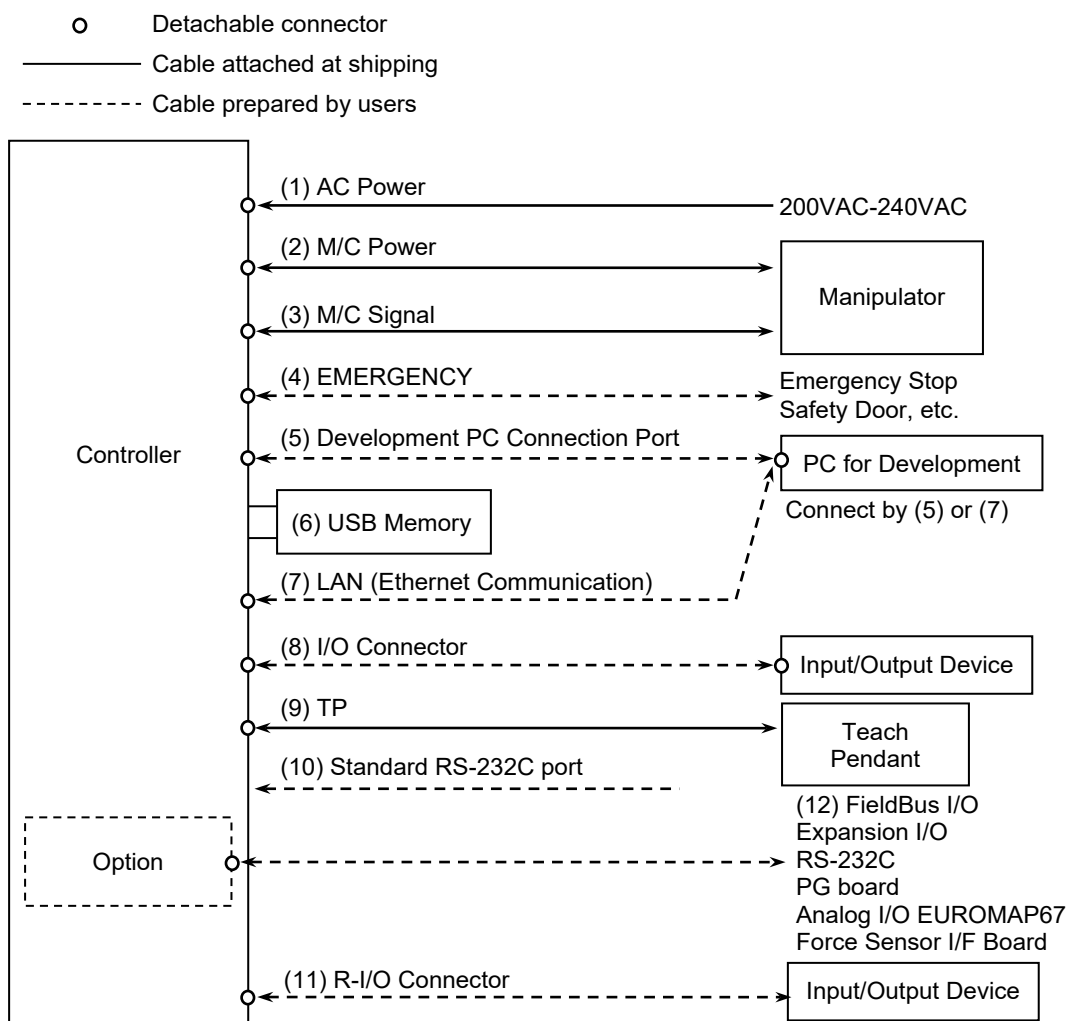 Detachable connector
Cable attached at shipping
Cable prepared by users
(1) AC Power
200VAC-240VAC
(2) M/C Power
Manipulator
(3) M/C Signal
(4) EMERGENCY
Emergency Stop
Safety Door, etc.
Controller
(5) Development PC Connection Port
PC for Development
Connect by (5) or (7)
(6) USB Memory
(7) LAN (Ethernet Communication)
(8) I/O Connector
Input/Output Device
(9) TP
Teach
Pendant
(10) Standard RS-232C port
Option
(12) FieldBus I/O
Expansion I/O
RS-232C
PG board
Analog I/O EUROMAP67
Force Sensor I/F Board
(11) R-I/O Connector
Input/Output Device